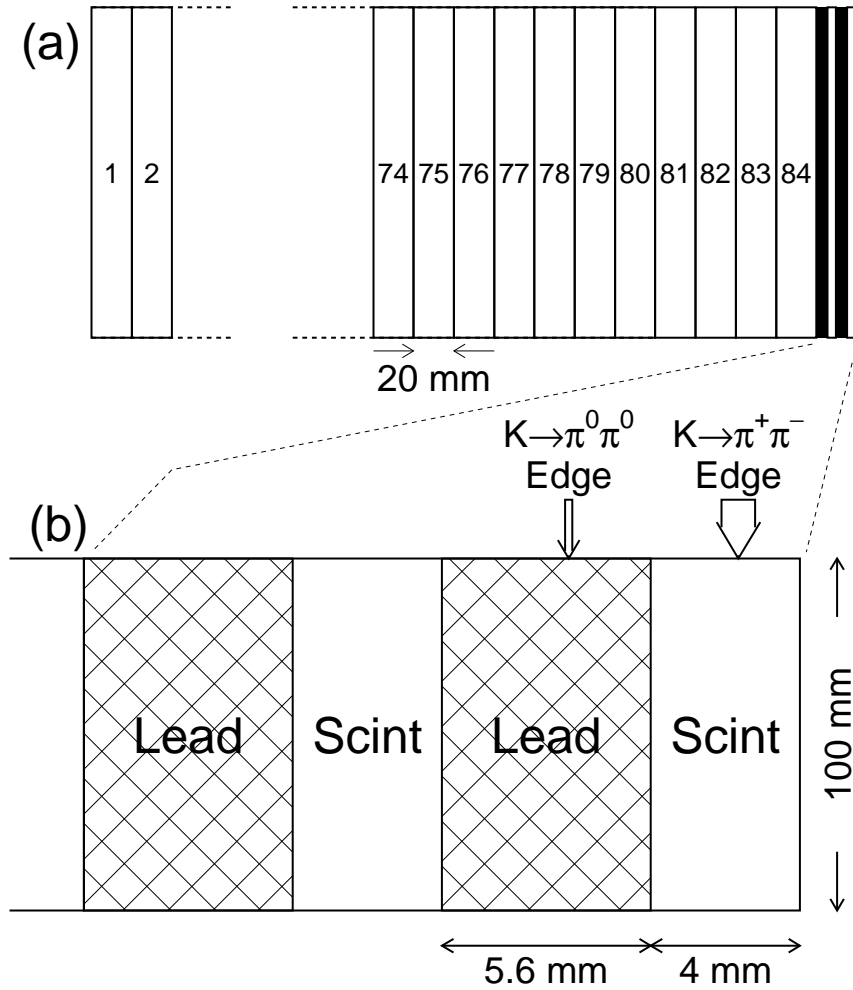 (a)
1 2 74 75 76 77 78 79 80 81 82 83 84
20 mm
K→π⁰π⁰ K→π⁺π⁻
Edge Edge
(b)
Lead Scint Lead Scint
100 mm
5.6 mm 4 mm